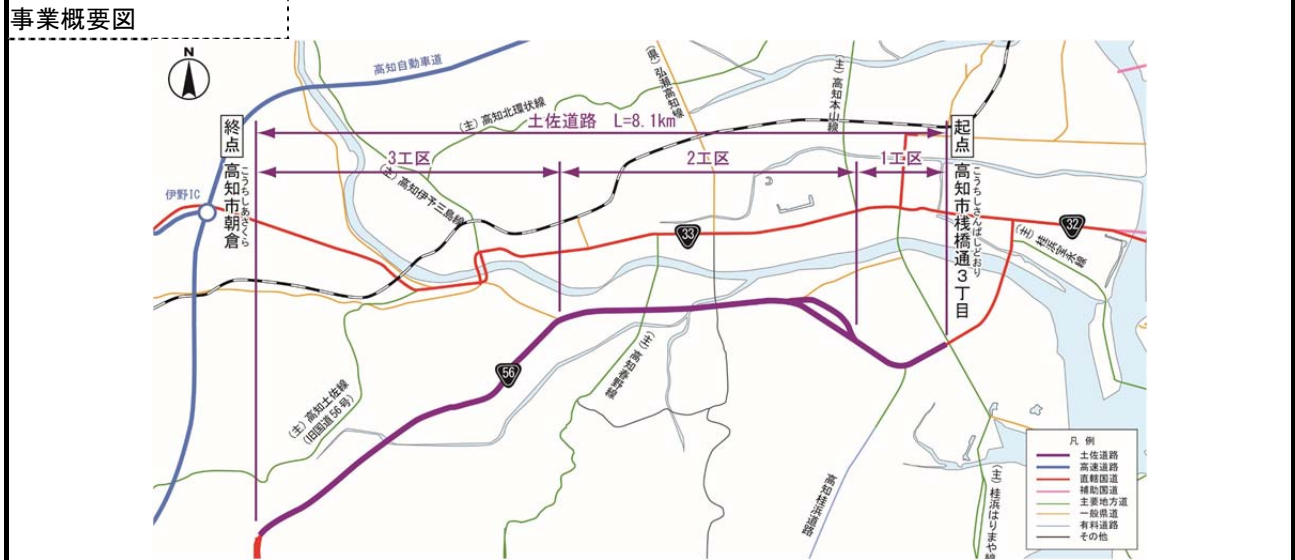 事業概要図
N
高知自動車道
(県)弘瀬高知線
(主)高知本山線
(主)高知北環状線
土佐道路 L=8.1km
終点
高知市朝倉
こうちしあさくら
起点
高知市桟橋通3丁目
こうちしさんばしどおり
3工区
2工区
1工区
(主)高知伊予三島線
伊野IC
33
32
(主)桂浜宝永線
56
(主)高知春野線
(主)高知土佐線
(旧国道56号)
高知桂浜道路
(主)桂浜はりまや線
凡例
土佐道路
高速道路
直轄国道
補助国道
主要地方道
一般県道
有料道路
その他